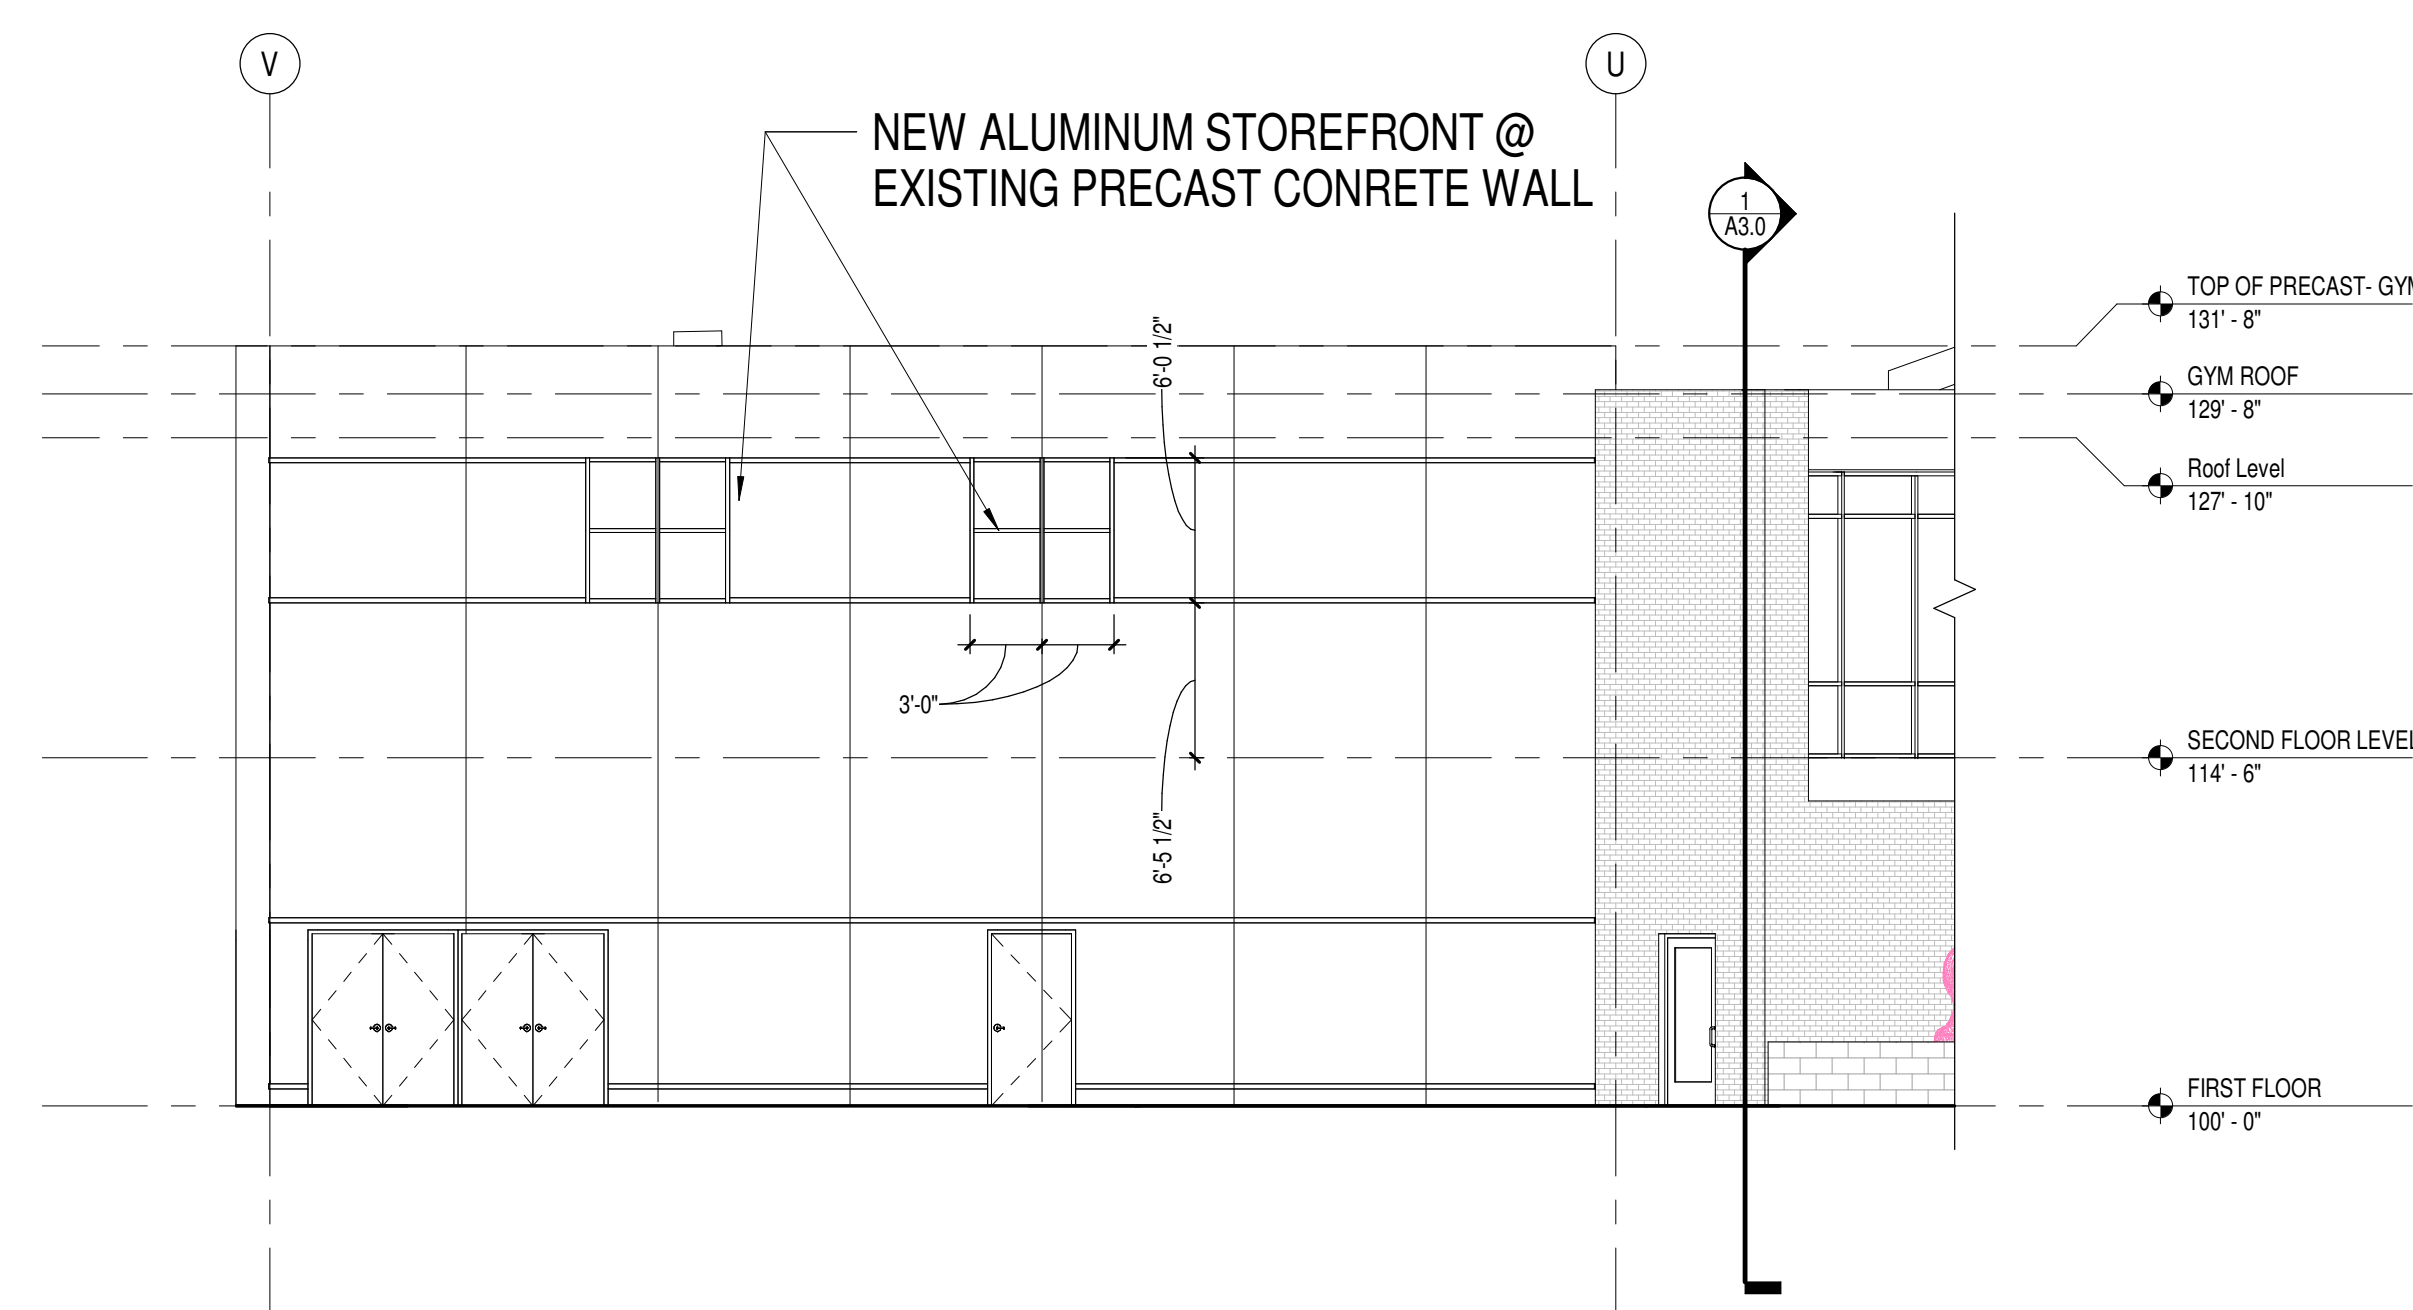 V
U
NEW ALUMINUM STOREFRONT @
EXISTING PRECAST CONRETE WALL
1
A3.0
TOP OF PRECAST- GYM
131' - 8"
GYM ROOF
129' - 8"
Roof Level
127' - 10"
6'-0 1/2"
3'-0"
6'-5 1/2"
SECOND FLOOR LEVEL
114' - 6"
FIRST FLOOR
100' - 0"